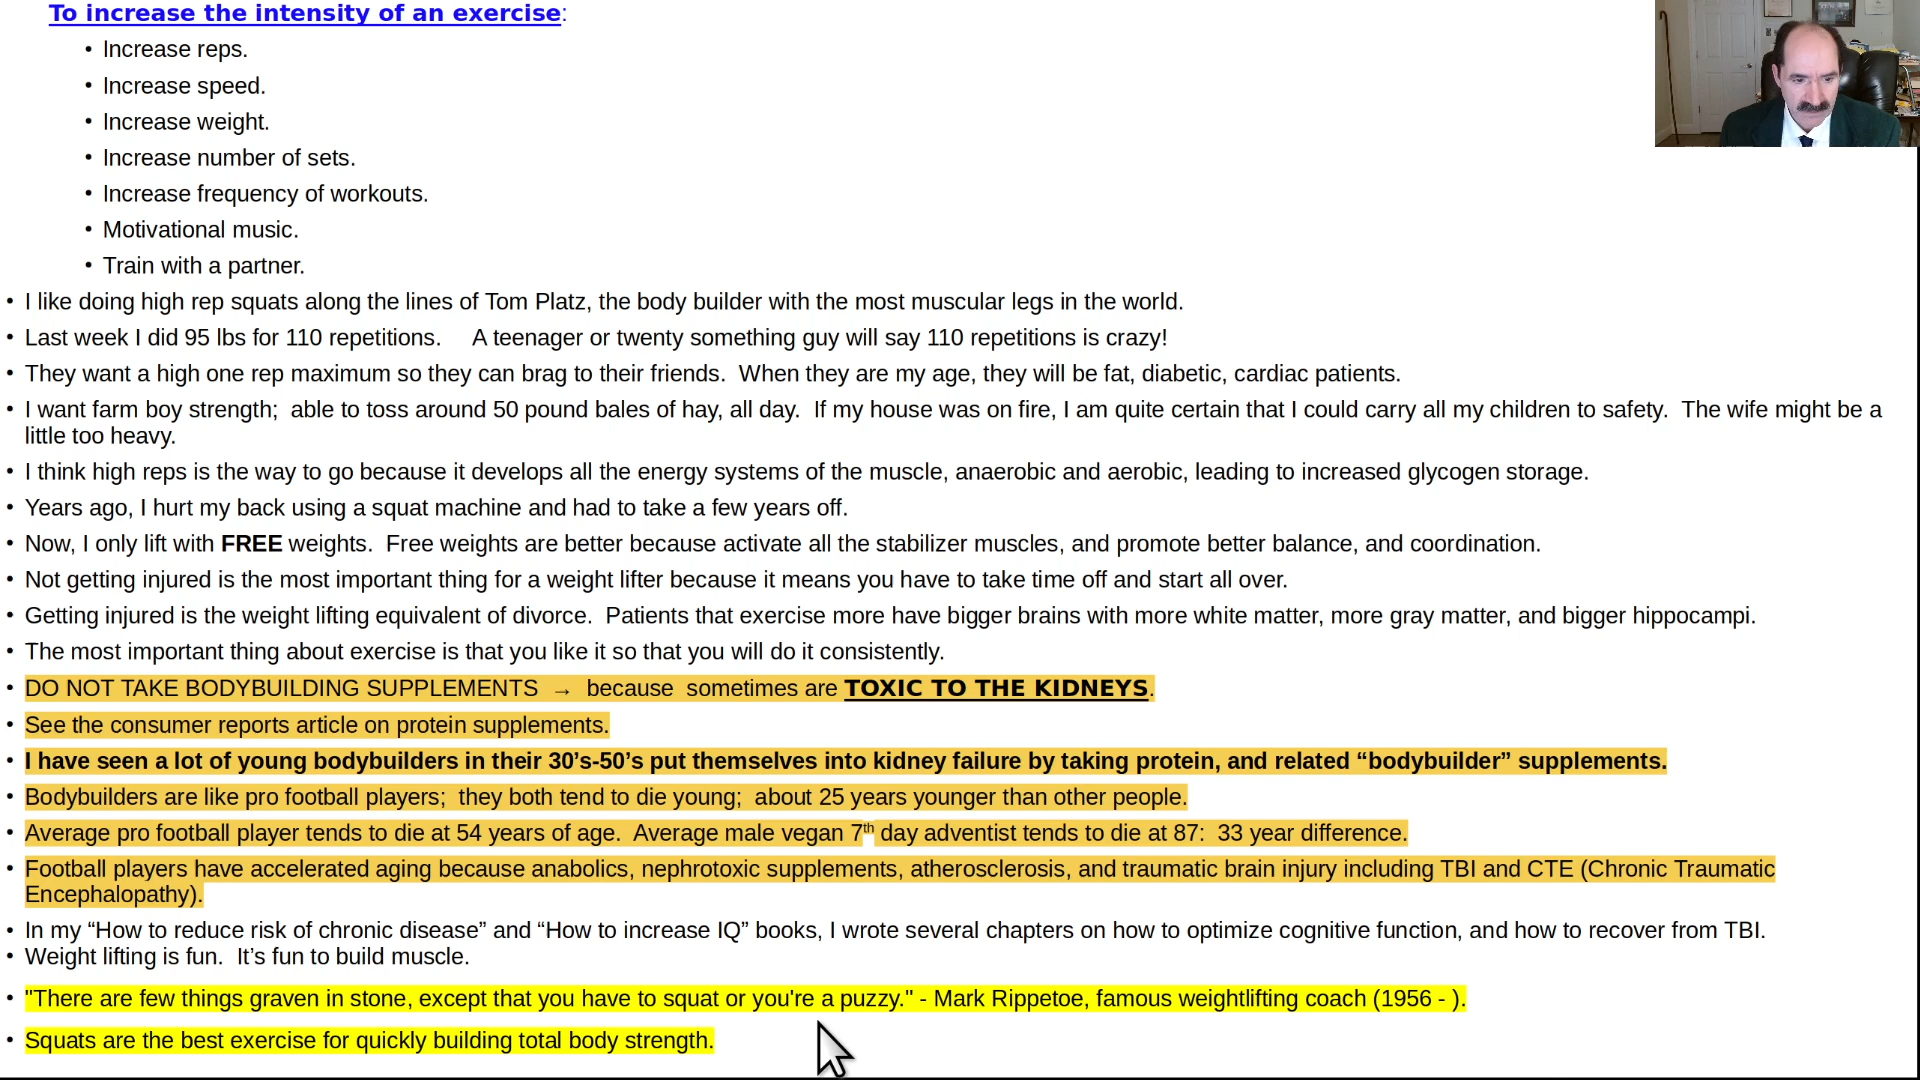 To increase the intensity of an exercise:
• Increase reps.
• Increase speed.
• Increase weight.
• Increase number of sets.
• Increase frequency of workouts.
• Motivational music.
• Train with a partner.
• I like doing high rep squats along the lines of Tom Platz, the body builder with the most muscular legs in the world.
• Last week I did 95 lbs for 110 repetitions. A teenager or twenty something guy will say 110 repetitions is crazy!
• They want a high one rep maximum so they can brag to their friends. When they are my age, they will be fat, diabetic, cardiac patients.
• I want farm boy strength; able to toss around 50 pound bales of hay, all day. If my house was on fire, I am quite certain that I could carry all my children to safety. The wife might be a
little too heavy.
• I think high reps is the way to go because it develops all the energy systems of the muscle, anaerobic and aerobic, leading to increased glycogen storage.
• Years ago, I hurt my back using a squat machine and had to take a few years off.
• Now, I only lift with FREE weights. Free weights are better because activate all the stabilizer muscles, and promote better balance, and coordination.
• Not getting injured is the most important thing for a weight lifter because it means you have to take time off and start all over.
• Getting injured is the weight lifting equivalent of divorce. Patients that exercise more have bigger brains with more white matter, more gray matter, and bigger hippocampi.
• The most important thing about exercise is that you like it so that you will do it consistently.
• DO NOT TAKE BODYBUILDING SUPPLEMENTS → because sometimes are TOXIC TO THE KIDNEYS.
• See the consumer reports article on protein supplements.
• I have seen a lot of young bodybuilders in their 30’s-50’s put themselves into kidney failure by taking protein, and related “bodybuilder” supplements.
• Bodybuilders are like pro football players; they both tend to die young; about 25 years younger than other people.
• Average pro football player tends to die at 54 years of age. Average male vegan 7th day adventist tends to die at 87: 33 year difference.
• Football players have accelerated aging because anabolics, nephrotoxic supplements, atherosclerosis, and traumatic brain injury including TBI and CTE (Chronic Traumatic
Encephalopathy).
• In my “How to reduce risk of chronic disease” and “How to increase IQ” books, I wrote several chapters on how to optimize cognitive function, and how to recover from TBI.
• Weight lifting is fun. It’s fun to build muscle.
• "There are few things graven in stone, except that you have to squat or you're a puzzy." - Mark Rippetoe, famous weightlifting coach (1956 - ).
• Squats are the best exercise for quickly building total body strength.